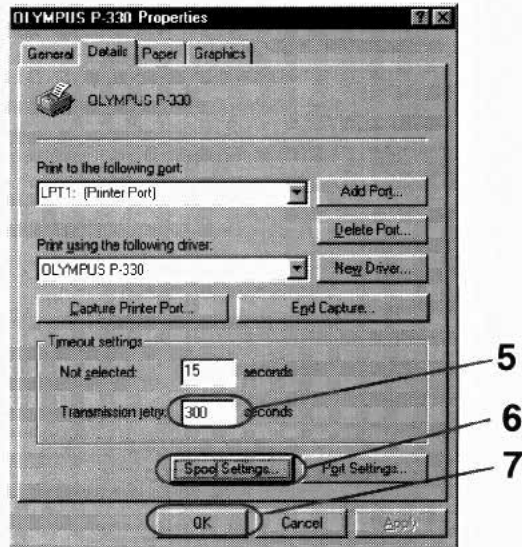 OLYMPUS P-330 Properties
General Details Paper Graphics
OLYMPUS P-330
Print to the following port:
LPT1: (Printer Port) Add Port...
Delete Port...
Print using the following driver:
OLYMPUS P-330 New Driver...
Capture Printer Port... End Capture...
Timeout settings
Not selected: 15 seconds
5
Transmission retry: 300 seconds
6
Spool Settings... Port Settings...
7
OK Cancel Apply